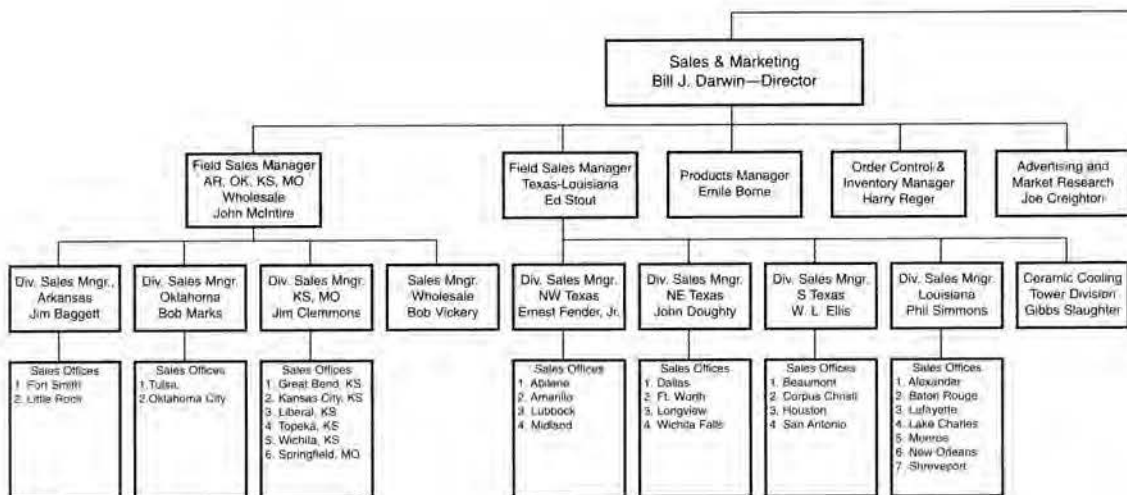 Sales & Marketing
Bill J. Darwin—Director
Field Sales Manager
AR, OK, KS, MO
Wholesale
John McIntire
Field Sales Manager
Texas-Louisiana
Ed Stout
Products Manager
Emile Borne
Order Control &
Inventory Manager
Harry Reger
Advertising and
Market Research
Joe Creighton
Div. Sales Mngr.,
Arkansas
Jim Baggett
Div. Sales Mngr.
Oklahoma
Bob Marks
Div. Sales Mngr.
KS, MO
Jim Clemmons
Sales Mngr.
Wholesale
Bob Vickery
Div. Sales Mngr.
NW Texas
Ernest Fender, Jr.
Div. Sales Mngr.
NE Texas
John Doughty
Div. Sales Mngr.
S Texas
W. L. Ellis
Div. Sales Mngr.
Louisiana
Phil Simmons
Ceramic Cooling
Tower Division
Gibbs Slaughter
Sales Offices
1. Fort Smith
2. Little Rock
Sales Offices
1. Tulsa,
2. Oklahoma City
Sales Offices
1. Great Bend, KS
2. Kansas City, KS
3. Liberal, KS
4. Topeka, KS
5. Wichita, KS
6. Springfield, MO
Sales Offices
1. Abilene
2. Amarillo
3. Lubbock
4. Midland
Sales Offices
1. Dallas
2. Ft. Worth
3. Longview
4. Wichita Falls
Sales Offices
1. Beaumont
2. Corpus Christi
3. Houston
4. San Antonio
Sales Offices
1. Alexander
2. Baton Rouge
3. Lafayette
4. Lake Charles
5. Monroe
6. New Orleans
7. Shreveport